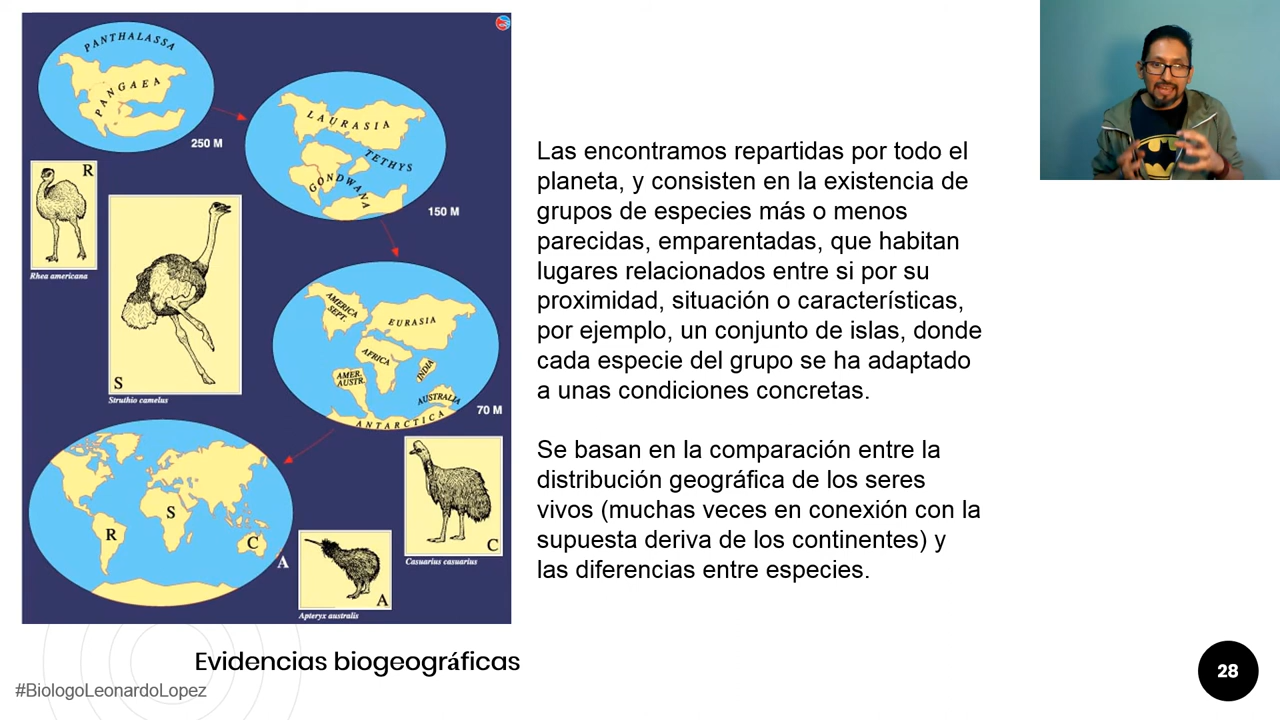 PANTHALASSA
PANGAEA
250 M
LAURASIA
TETHYS
GONDWANA
150 M
R
Rhea americana
S
Struthio camelus
AMERICA
SEPT.
EURASIA
AFRICA
INDIA
AMER.
AUSTR.
AUSTRALIA
ANTARCTICA
70 M
R
S
C
A
C
Casuarius casuarius
A
Apteryx australis
Las encontramos repartidas por todo el
planeta, y consisten en la existencia de
grupos de especies más o menos
parecidas, emparentadas, que habitan
lugares relacionados entre si por su
proximidad, situación o características,
por ejemplo, un conjunto de islas, donde
cada especie del grupo se ha adaptado
a unas condiciones concretas.
Se basan en la comparación entre la
distribución geográfica de los seres
vivos (muchas veces en conexión con la
supuesta deriva de los continentes) y
las diferencias entre especies.
Evidencias biogeográficas
#BiologoLeonardoLopez
28